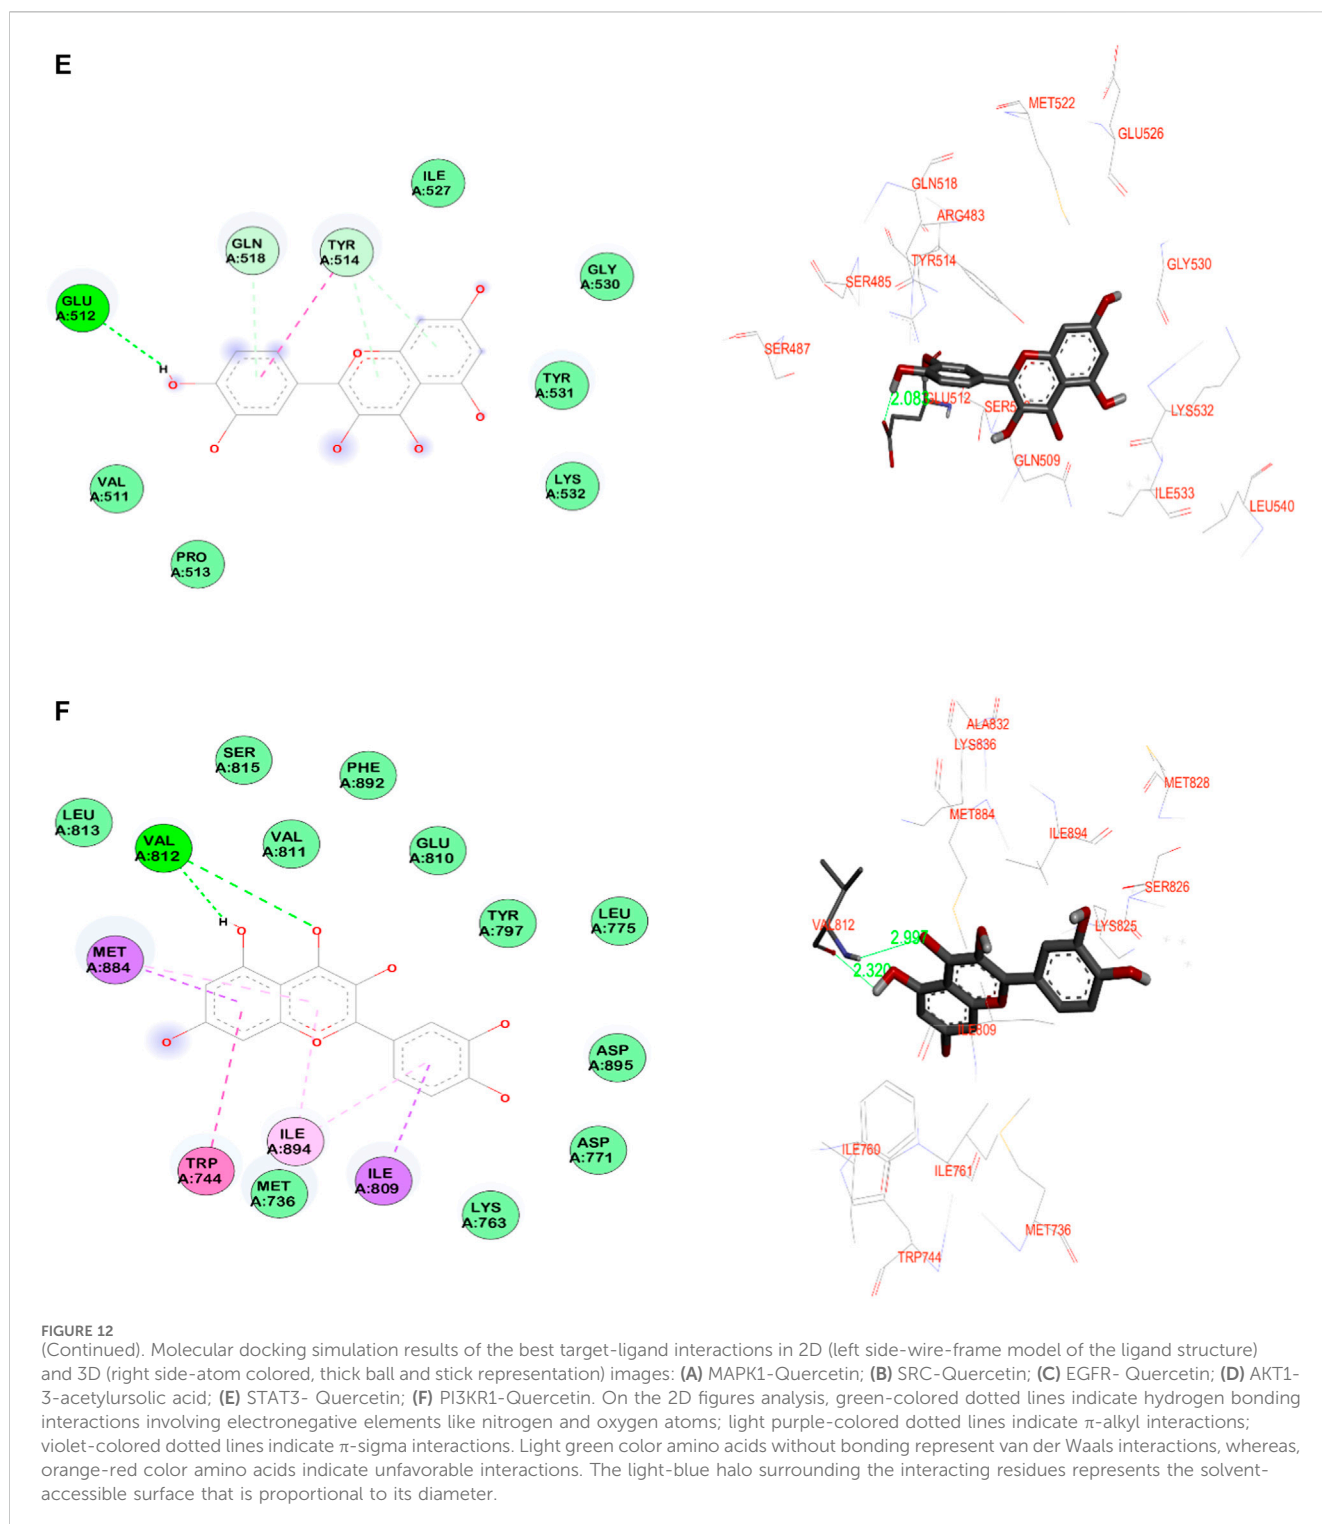 E
ILE
A:527
GLN
A:518
TYR
A:514
GLY
A:530
GLU
A:512
H
O
O
O
O
O
O
O
TYR
A:531
VAL
A:511
LYS
A:532
PRO
A:513
MET522
GLU526
GLN518
ARG483
TYR514
GLY530
SER485
SER487
2.083
GLU512
LYS532
GLN509
ILE533
LEU540
F
SER
A:815
PHE
A:892
LEU
A:813
VAL
A:812
VAL
A:811
GLU
A:810
TYR
A:797
LEU
A:775
H
O
O
O
MET
A:884
O
O
O
O
ASP
A:895
TRP
A:744
ILE
A:894
MET
A:736
ILE
A:809
ASP
A:771
LYS
A:763
ALA832
LYS836
MET828
MET884
ILE894
SER826
VAL812
LYS825
2.997
2.320
ILE809
ILE760
ILE761
MET736
TRP744
FIGURE 12
(Continued). Molecular docking simulation results of the best target-ligand interactions in 2D (left side-wire-frame model of the ligand structure)
and 3D (right side-atom colored, thick ball and stick representation) images: (A) MAPK1-Quercetin; (B) SRC-Quercetin; (C) EGFR- Quercetin; (D) AKT1-
3-acetylursolic acid; (E) STAT3- Quercetin; (F) PI3KR1-Quercetin. On the 2D figures analysis, green-colored dotted lines indicate hydrogen bonding
interactions involving electronegative elements like nitrogen and oxygen atoms; light purple-colored dotted lines indicate π-alkyl interactions;
violet-colored dotted lines indicate π-sigma interactions. Light green color amino acids without bonding represent van der Waals interactions, whereas,
orange-red color amino acids indicate unfavorable interactions. The light-blue halo surrounding the interacting residues represents the solvent-
accessible surface that is proportional to its diameter.